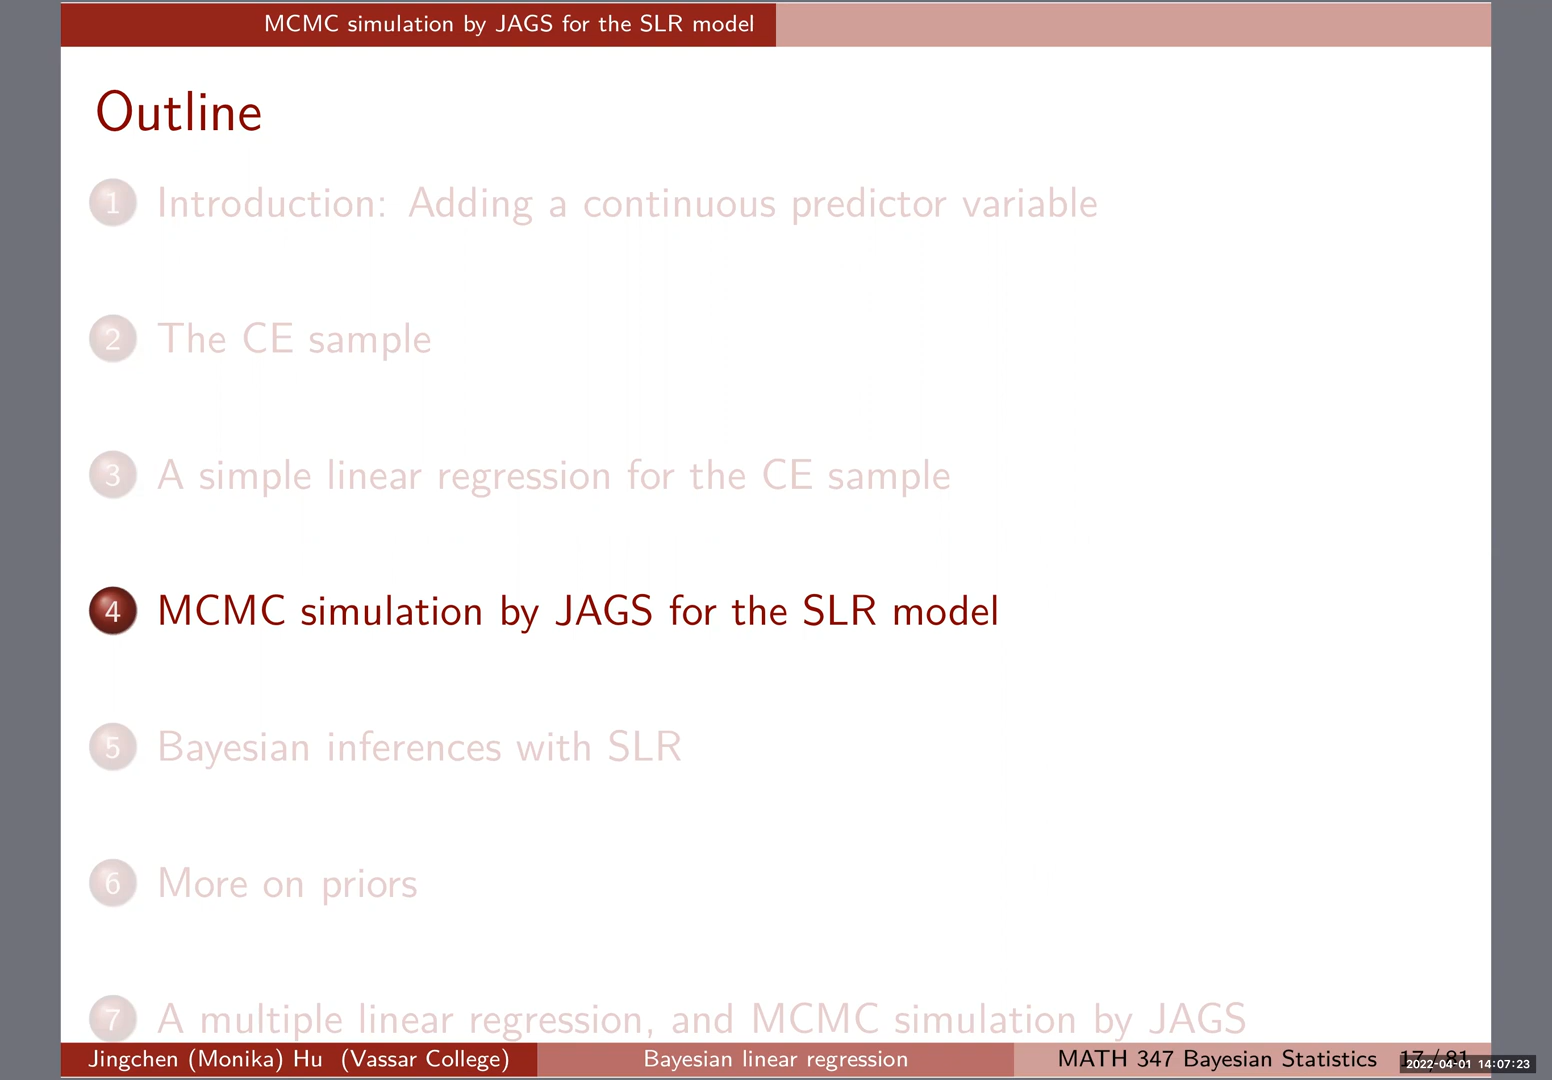 MCMC simulation by JAGS for the SLR model
Outline
1 Introduction: Adding a continuous predictor variable
2 The CE sample
3 A simple linear regression for the CE sample
4 MCMC simulation by JAGS for the SLR model
5 Bayesian inferences with SLR
6 More on priors
7 A multiple linear regression, and MCMC simulation by JAGS
Jingchen (Monika) Hu (Vassar College) Bayesian linear regression MATH 347 Bayesian Statistics 17 / 81
2022-04-01 14:07:23